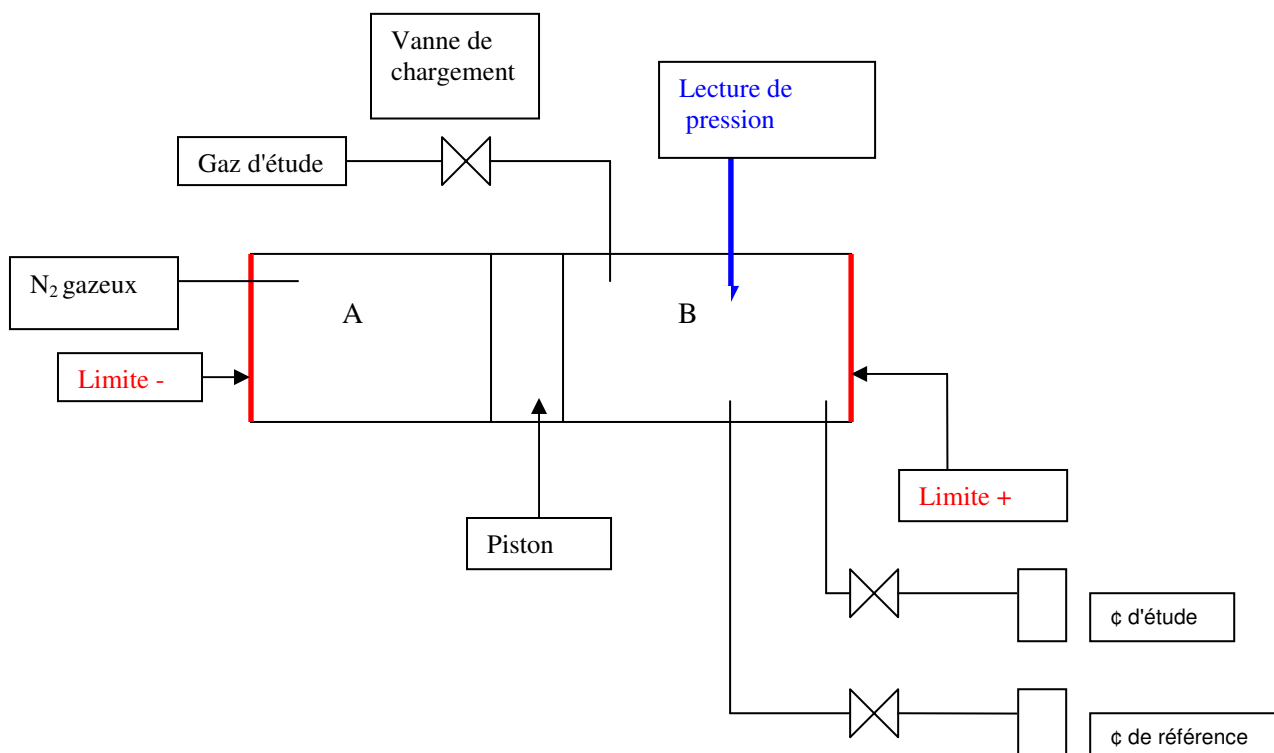 Vanne de
chargement
Lecture de
pression
Gaz d'étude
N₂ gazeux
A
B
Limite -
Limite +
Piston
¢ d'étude
¢ de référence